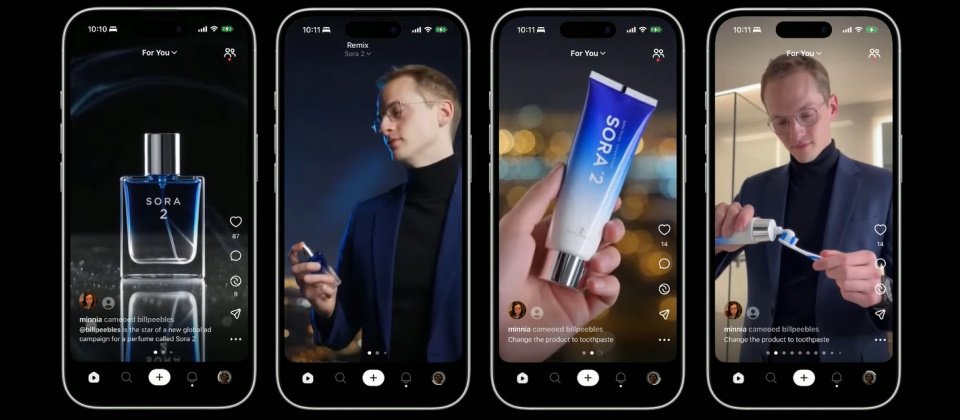 10:10
For You
SORA
2
87
9
minnia cameoed billpeebles
@billpeebles is the star of a new global ad
campaign for a perfume called Sora 2
10:11
Remix
Sora 2
10:11
For You
SORA 2
14
minnia cameoed billpeebles
Change the product to toothpaste
10:11
For You
14
minnia cameoed billpeebles
Change the product to toothpaste